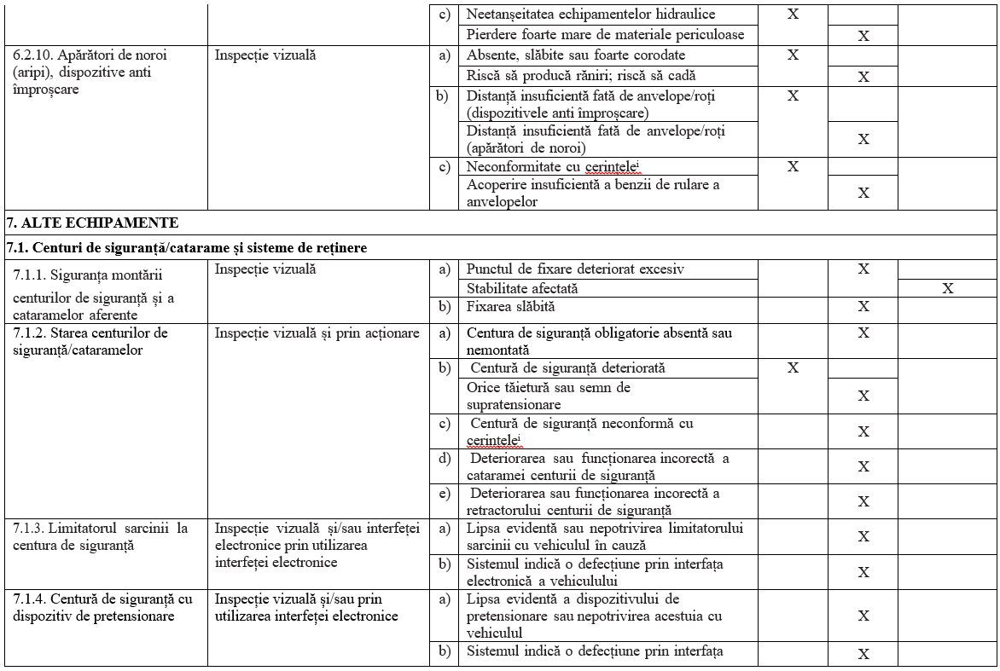 c) Neetanșeitatea echipamentelor hidraulice X
Pierdere foarte mare de materiale periculoase X
6.2.10. Apărători de noroi Inspecție vizuală a) Absente, slăbite sau foarte corodate X
(aripi), dispozitive anti
împroșcare
Riscă să producă răniri; riscă să cadă X
b) Distanță insuficientă fată de anvelope/roți X
(dispozitivele anti împroșcare)
Distanță insuficientă fată de anvelope/roți
(apărători de noroi) X
c) Neconformitate cu cerințeleⁱ X
Acoperire insuficientă a benzii de rulare a
anvelopelor X
7. ALTE ECHIPAMENTE
7.1. Centuri de siguranță/catarame și sisteme de reținere
7.1.1. Siguranța montării Inspecție vizuală a) Punctul de fixare deteriorat excesiv X
centurilor de siguranță și a
cataramelor aferente
Stabilitate afectată X
b) Fixarea slăbită X
7.1.2. Starea centurilor de Inspecție vizuală și prin acționare a) Centura de siguranță obligatorie absentă sau X
siguranță/cataramelor nemontată
b) Centură de siguranță deteriorată X
Orice tăietură sau semn de
supratensionare X
c) Centură de siguranță neconformă cu
cerințeleⁱ X
d) Deteriorarea sau funcționarea incorectă a
cataramei centurii de siguranță X
e) Deteriorarea sau funcționarea incorectă a
retractorului centurii de siguranță X
7.1.3. Limitatorul sarcinii la Inspecție vizuală și/sau interfeței a) Lipsa evidentă sau nepotrivirea limitatorului
centura de siguranță electronice prin utilizarea sarcinii cu vehiculul în cauză X
interfeței electronice b) Sistemul indică o defecțiune prin interfața
electronică a vehiculului X
7.1.4. Centură de siguranță cu Inspecție vizuală și/sau prin a) Lipsa evidentă a dispozitivului de
dispozitiv de pretensionare utilizarea interfeței electronice pretensionare sau nepotrivirea acestuia cu X
vehiculul
b) Sistemul indică o defecțiune prin interfața X